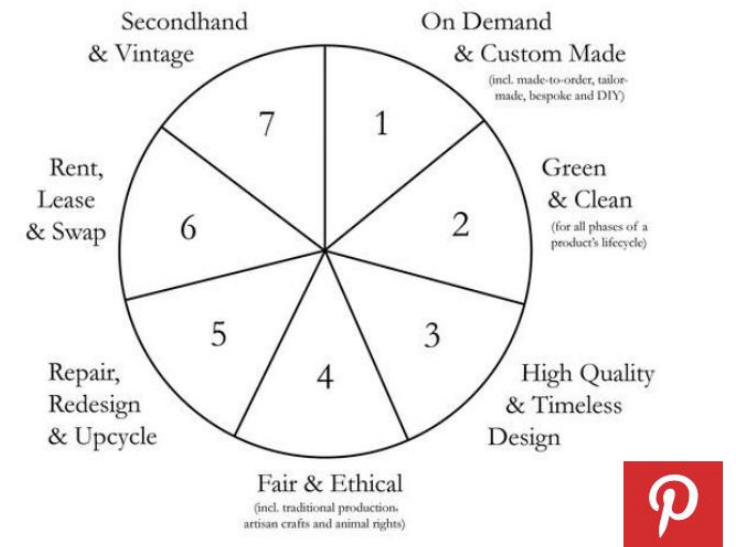 Secondhand
& Vintage
On Demand
& Custom Made
(incl. made-to-order, tailor-
made, bespoke and DIY)
7
1
Rent,
Lease
& Swap
6
2
Green
& Clean
(for all phases of a
product's lifecycle)
5
4
3
Repair,
Redesign
& Upcycle
High Quality
& Timeless
Design
Fair & Ethical
(incl. traditional production,
artisan crafts and animal rights)